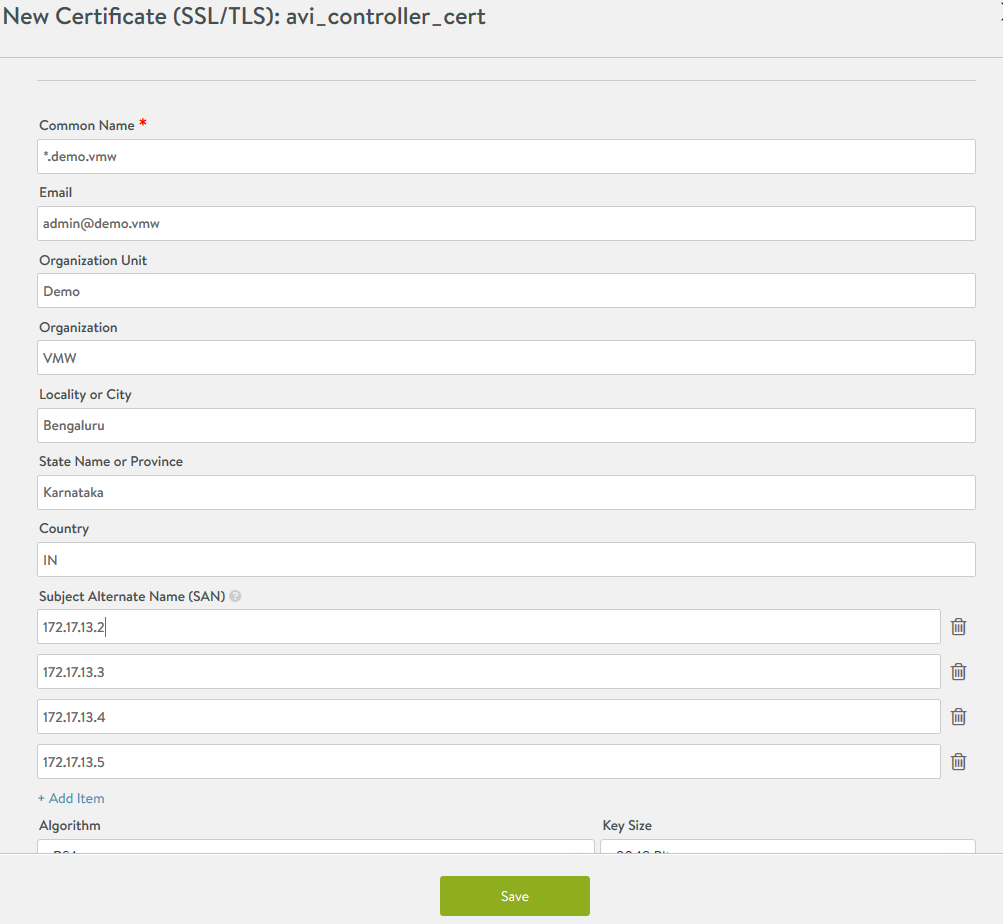 New Certificate (SSL/TLS): avi_controller_cert
Common Name *
*.demo.vmw
Email
admin@demo.vmw
Organization Unit
Demo
Organization
VMW
Locality or City
Bengaluru
State Name or Province
Karnataka
Country
IN
Subject Alternate Name (SAN) ?
172.17.13.2
172.17.13.3
172.17.13.4
172.17.13.5
+ Add Item
Algorithm Key Size
Save